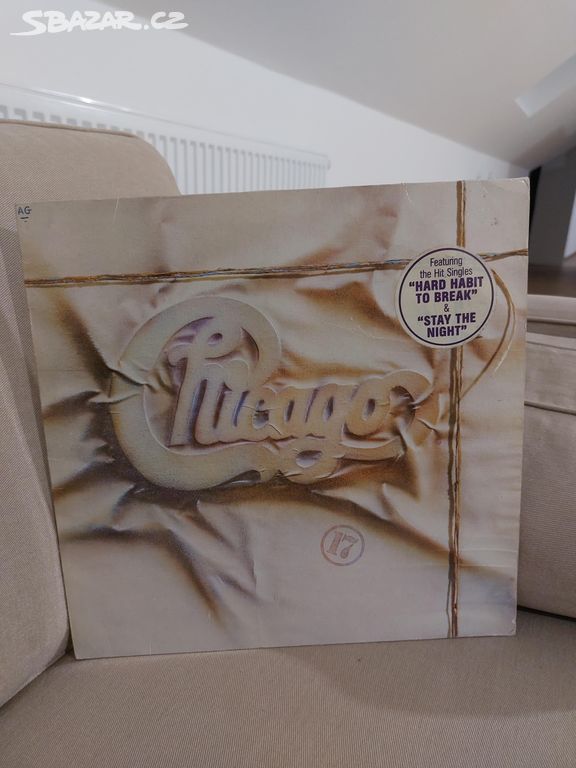 SBAZAR.CZ
AG
Featuring
the Hit Singles
"HARD HABIT
TO BREAK"
&
"STAY THE
NIGHT"
Chicago
17